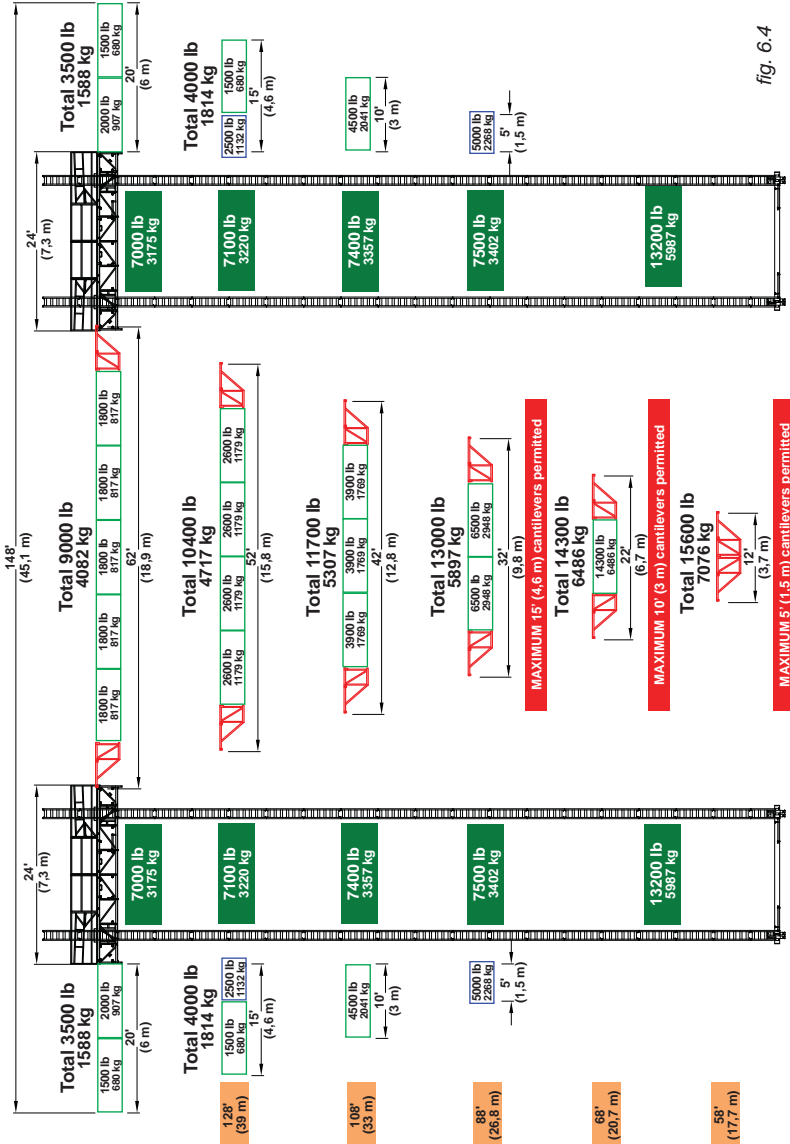 148'
(45,1 m)
24'
(7,3 m)
24'
(7,3 m)
Total 3500 lb
1588 kg
1500 lb
680 kg
2000 lb
907 kg
20'
(6 m)
Total 9000 lb
4082 kg
1800 lb
817 kg
1800 lb
817 kg
1800 lb
817 kg
1800 lb
817 kg
1800 lb
817 kg
62'
(18,9 m)
Total 3500 lb
1588 kg
2000 lb
907 kg
1500 lb
680 kg
20'
(6 m)
7000 lb
3175 kg
7000 lb
3175 kg
128'
(39 m)
Total 4000 lb
1814 kg
1500 lb
680 kg
2500 lb
1132 kg
15'
(4,6 m)
7100 lb
3220 kg
Total 10400 lb
4717 kg
2600 lb
1179 kg
2600 lb
1179 kg
2600 lb
1179 kg
2600 lb
1179 kg
52'
(15,8 m)
7100 lb
3220 kg
Total 4000 lb
1814 kg
2500 lb
1132 kg
1500 lb
680 kg
15'
(4,6 m)
108'
(33 m)
4500 lb
2041 kg
10'
(3 m)
7400 lb
3357 kg
Total 11700 lb
5307 kg
3900 lb
1769 kg
3900 lb
1769 kg
3900 lb
1769 kg
42'
(12,8 m)
7400 lb
3357 kg
4500 lb
2041 kg
10'
(3 m)
88'
(26,8 m)
5000 lb
2268 kg
5'
(1,5 m)
7500 lb
3402 kg
Total 13000 lb
5897 kg
6500 lb
2948 kg
6500 lb
2948 kg
32'
(9,8 m)
7500 lb
3402 kg
5000 lb
2268 kg
5'
(1,5 m)
MAXIMUM 15' (4,6 m) cantilevers permitted
68'
(20,7 m)
Total 14300 lb
6486 kg
14300 lb
6486 kg
22'
(6,7 m)
13200 lb
5987 kg
13200 lb
5987 kg
MAXIMUM 10' (3 m) cantilevers permitted
58'
(17,7 m)
Total 15600 lb
7076 kg
12'
(3,7 m)
MAXIMUM 5' (1,5 m) cantilevers permitted
fig. 6.4